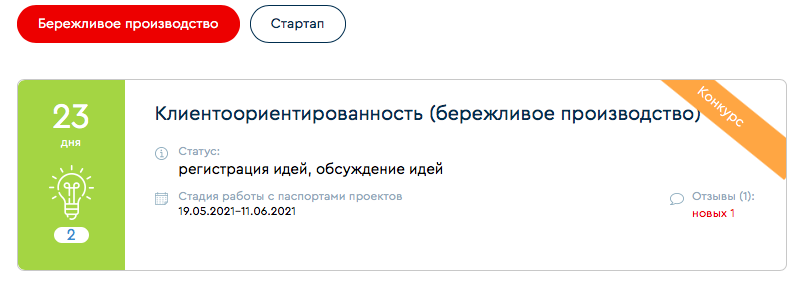 Бережливое производство
Стартап
23
дня
2
Клиентоориентированность (бережливое производство)
Конкурс
Статус:
регистрация идей, обсуждение идей
Стадия работы с паспортами проектов
19.05.2021–11.06.2021
Отзывы (1):
новых 1